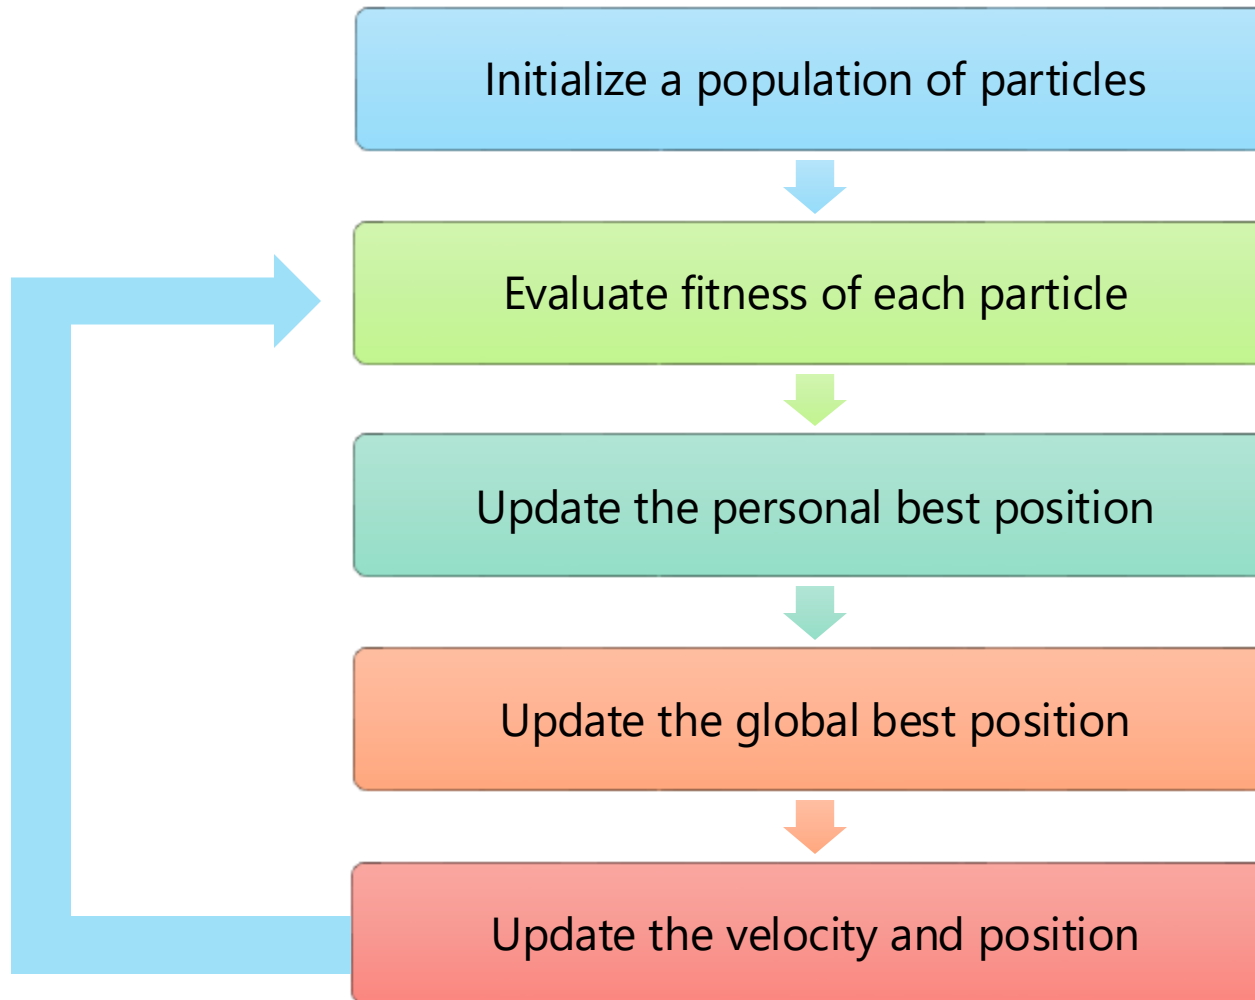 Initialize a population of particles
Evaluate fitness of each particle
Update the personal best position
Update the global best position
Update the velocity and position